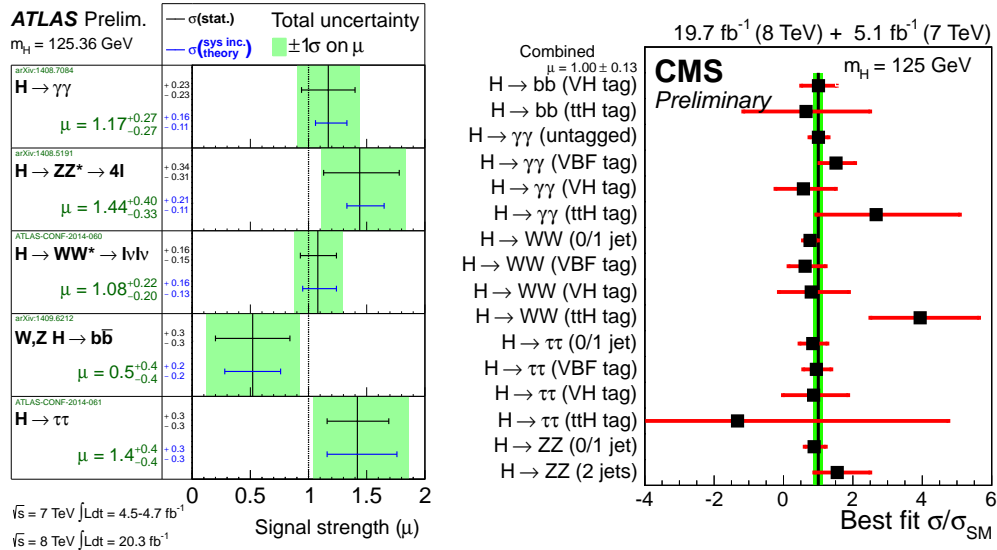 ATLAS Prelim.
m_H = 125.36 GeV
σ(stat.)
σ(sys inc. theory)
Total uncertainty
±1σ on μ
arXiv:1408.7084
H → γγ
μ = 1.17 +0.27 −0.27
+ 0.23
− 0.23
+ 0.16
− 0.11
arXiv:1408.5191
H → ZZ* → 4l
μ = 1.44 +0.40 −0.33
+ 0.34
− 0.31
+ 0.21
− 0.11
ATLAS-CONF-2014-060
H → WW* → lνlν
μ = 1.08 +0.22 −0.20
+ 0.16
− 0.15
+ 0.16
− 0.13
arXiv:1409.6212
W,Z H → bb̅
μ = 0.5 +0.4 −0.4
+ 0.3
− 0.3
+ 0.2
− 0.2
ATLAS-CONF-2014-061
H → ττ
μ = 1.4 +0.4 −0.4
+ 0.3
− 0.3
+ 0.3
− 0.3
0 0.5 1 1.5 2
Signal strength (μ)
√s = 7 TeV ∫Ldt = 4.5-4.7 fb⁻¹
√s = 8 TeV ∫Ldt = 20.3 fb⁻¹
19.7 fb⁻¹ (8 TeV) + 5.1 fb⁻¹ (7 TeV)
Combined
μ = 1.00 ± 0.13
CMS
Preliminary
m_H = 125 GeV
H → bb̅ (VH tag)
H → bb̅ (ttH tag)
H → γγ (untagged)
H → γγ (VBF tag)
H → γγ (VH tag)
H → γγ (ttH tag)
H → WW (0/1 jet)
H → WW (VBF tag)
H → WW (VH tag)
H → WW (ttH tag)
H → ττ (0/1 jet)
H → ττ (VBF tag)
H → ττ (VH tag)
H → ττ (ttH tag)
H → ZZ (0/1 jet)
H → ZZ (2 jets)
-4 -2 0 2 4 6
Best fit σ/σ_SM